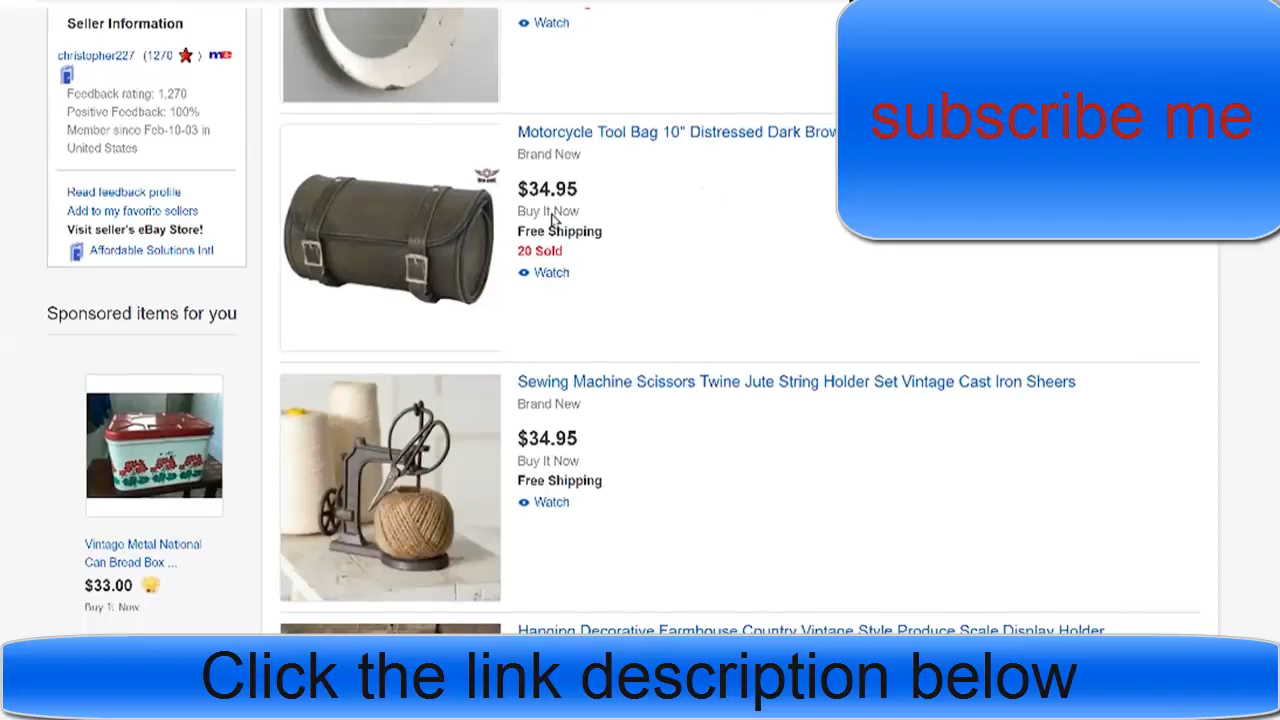 Seller Information
christopher227 (1270 ★ ) me
Feedback rating: 1,270
Positive Feedback: 100%
Member since Feb-10-03 in
United States
Read feedback profile
Add to my favorite sellers
Visit seller's eBay Store!
Affordable Solutions Intl
Sponsored items for you
Vintage Metal National
Can Bread Box ...
$33.00
Buy It Now
Watch
Motorcycle Tool Bag 10" Distressed Dark Brow
Brand New
$34.95
Buy It Now
Free Shipping
20 Sold
Watch
Sewing Machine Scissors Twine Jute String Holder Set Vintage Cast Iron Sheers
Brand New
$34.95
Buy It Now
Free Shipping
Watch
Hanging Decorative Farmhouse Country Vintage Style Produce Scale Display Holder
subscribe me
Click the link description below